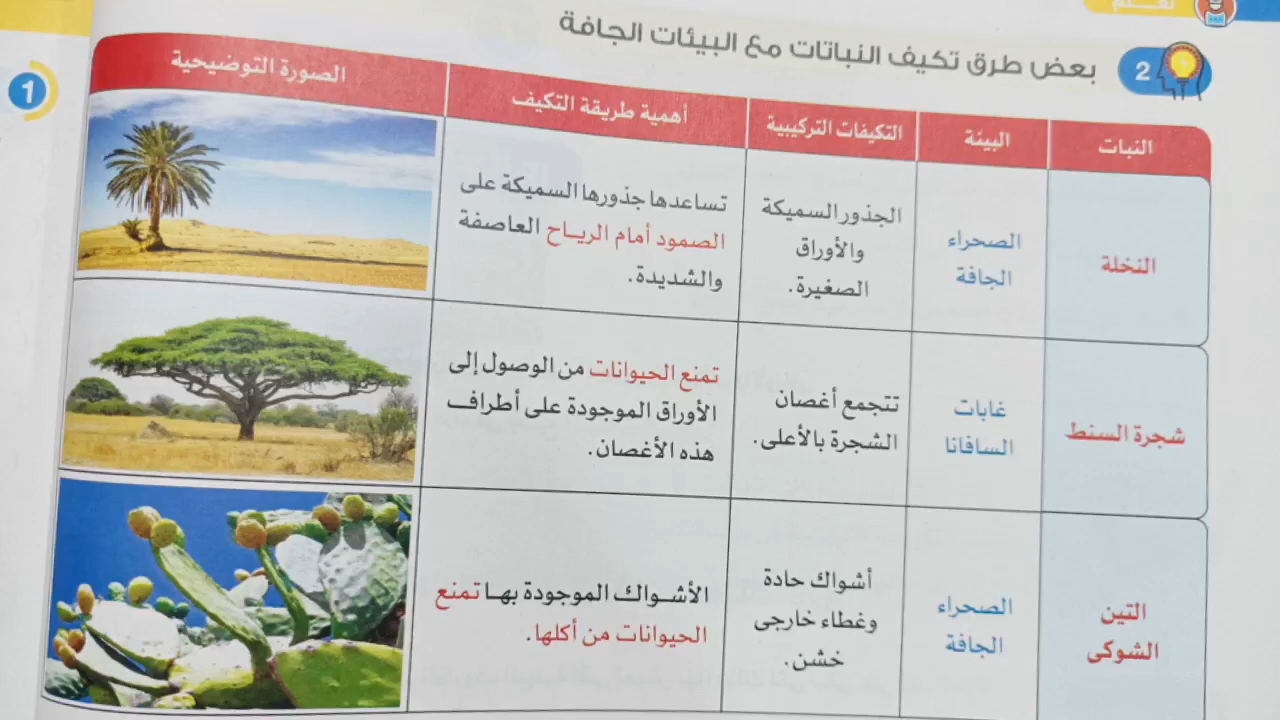 تعلم
1
2 بعض طرق تكيف النباتات مع البيئات الجافة
النبات
البيئة
التكيفات التركيبية
أهمية طريقة التكيف
الصورة التوضيحية
النخلة
الصحراء
الجافة
الجذور السميكة
والأوراق
الصغيرة.
تساعدها جذورها السميكة على
الصمود أمام الرياح العاصفة
والشديدة.
شجرة السنط
غابات
السافانا
تتجمع أغصان
الشجرة بالأعلى.
تمنع الحيوانات من الوصول إلى
الأوراق الموجودة على أطراف
هذه الأغصان.
التين
الشوكى
الصحراء
الجافة
أشواك حادة
وغطاء خارجى
خشن.
الأشواك الموجودة بها تمنع
الحيوانات من أكلها.